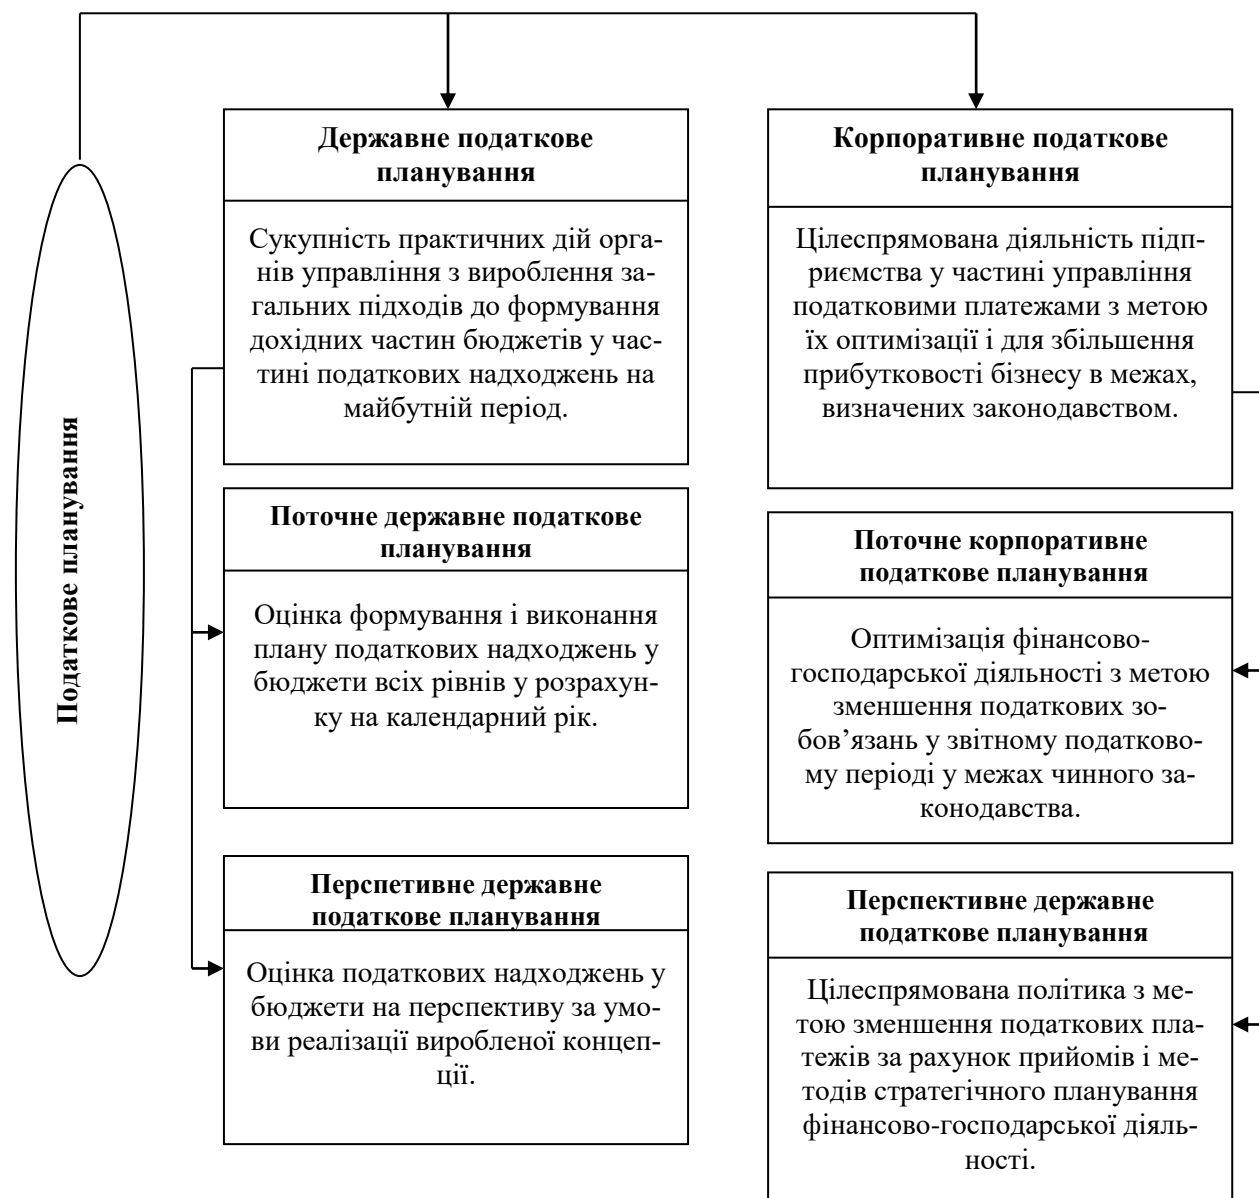 Податкове планування
Державне податкове
планування
Сукупність практичних дій орга-
нів управління з вироблення за-
гальних підходів до формування
дохідних частин бюджетів у час-
тині податкових надходжень на
майбутній період.
Поточне державне податкове
планування
Оцінка формування і виконання
плану податкових надходжень у
бюджети всіх рівнів у розрахун-
ку на календарний рік.
Перспетивне державне
податкове планування
Оцінка податкових надходжень у
бюджети на перспективу за умо-
ви реалізації виробленої концеп-
ції.
Корпоративне податкове
планування
Цілеспрямована діяльність підп-
риємства у частині управління
податковими платежами з метою
їх оптимізації і для збільшення
прибутковості бізнесу в межах,
визначених законодавством.
Поточне корпоративне
податкове планування
Оптимізація фінансово-
господарської діяльності з метою
зменшення податкових зо-
бов’язань у звітному податково-
му періоді у межах чинного за-
конодавства.
Перспективне державне
податкове планування
Цілеспрямована політика з ме-
тою зменшення податкових пла-
тежів за рахунок прийомів і ме-
тодів стратегічного планування
фінансово-господарської діяль-
ності.